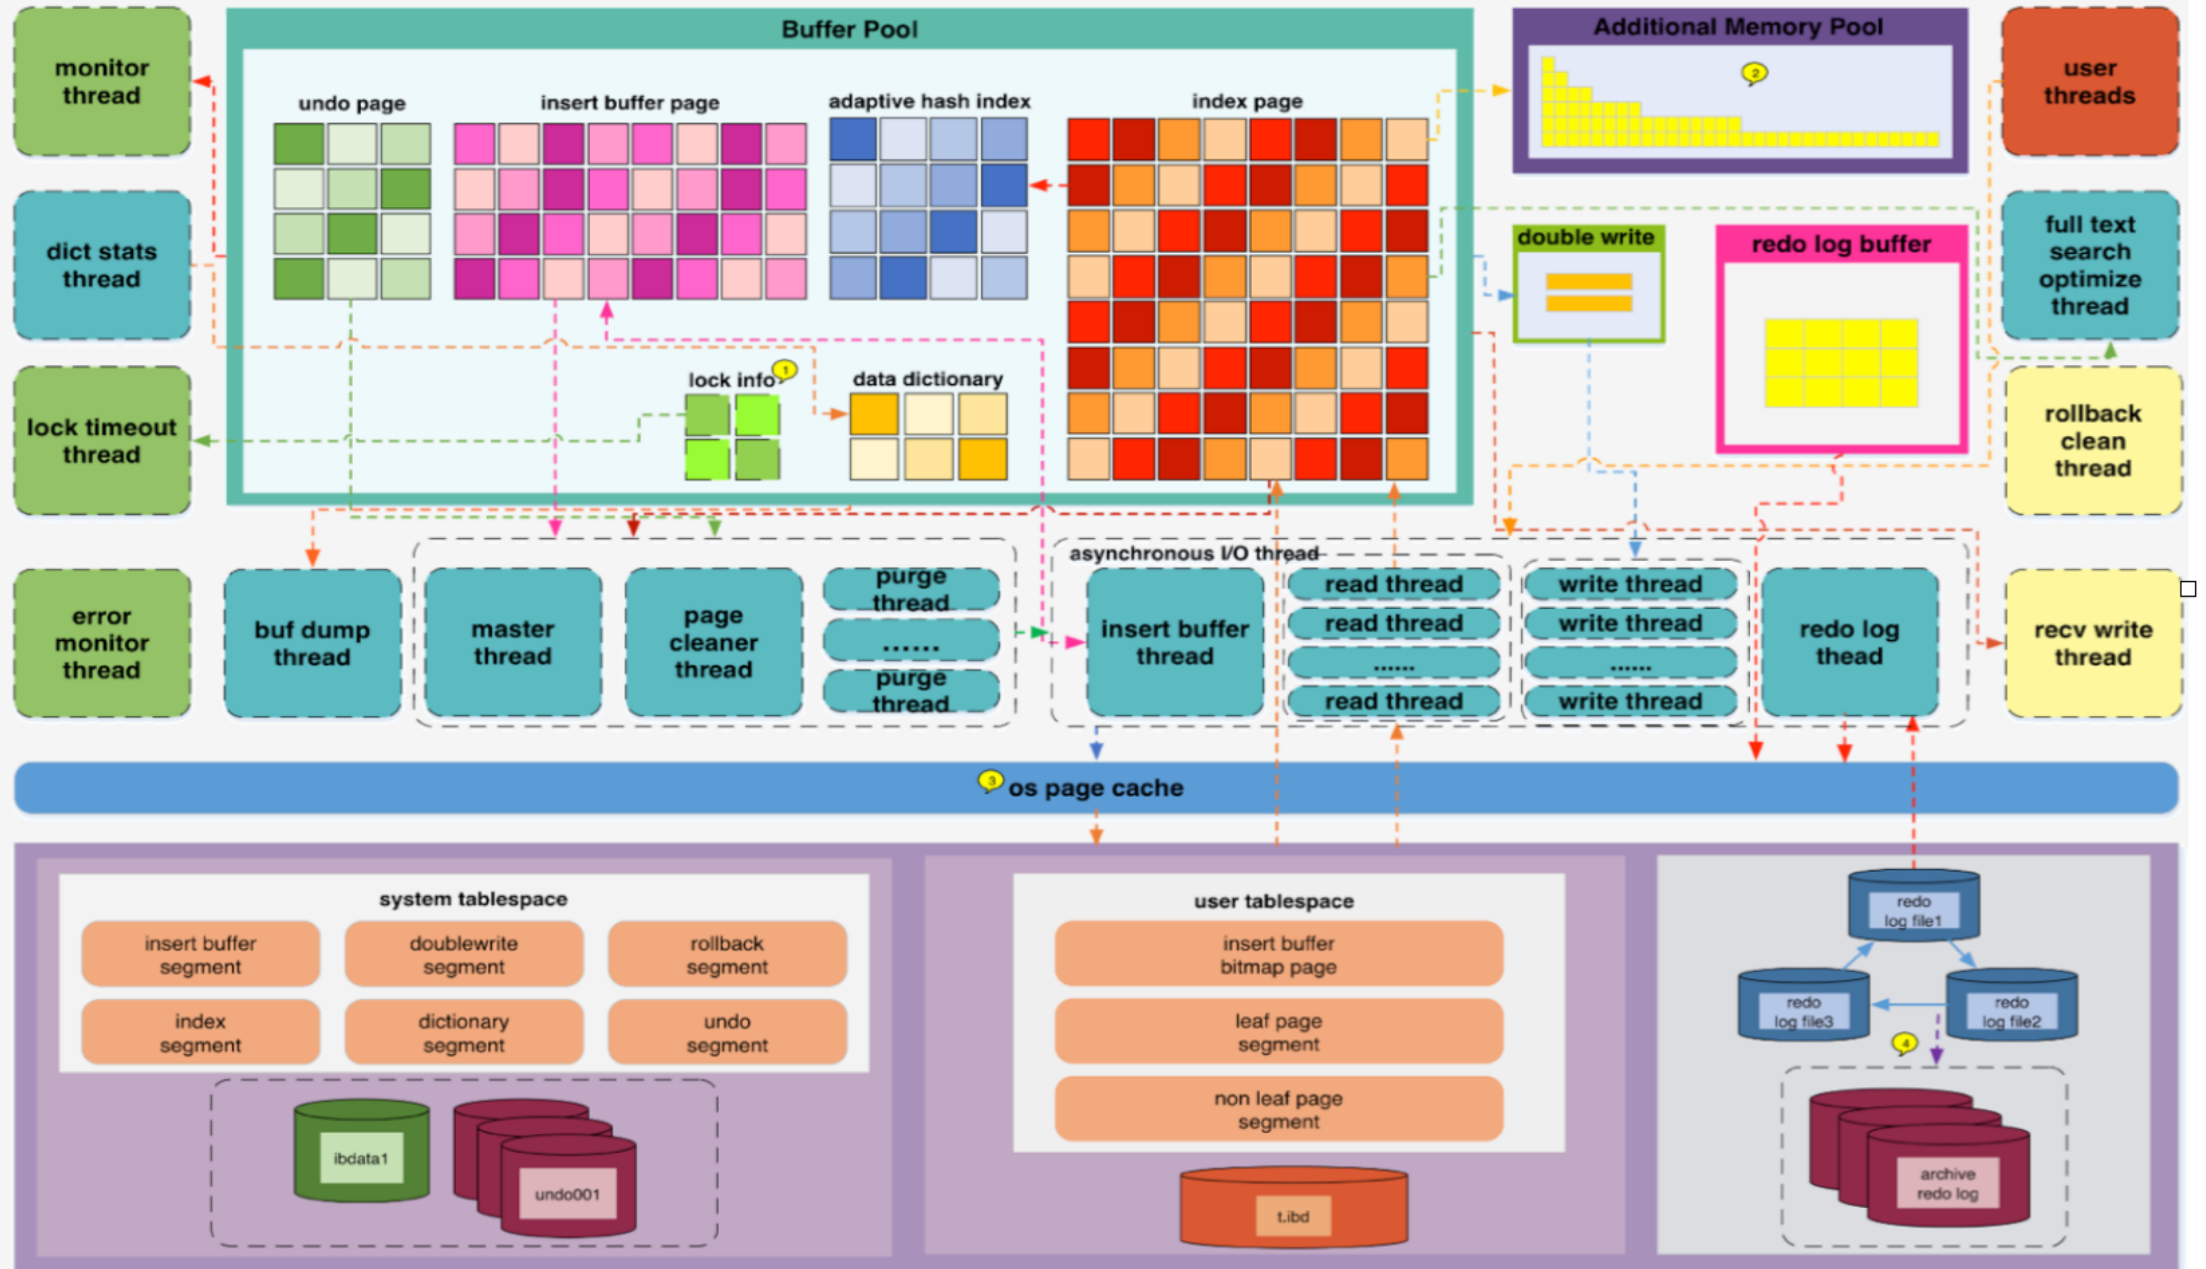 Buffer Pool
Additional Memory Pool
2
monitor
thread
user
threads
undo page
insert buffer page
adaptive hash index
index page
dict stats
thread
double write
redo log buffer
full text
search
optimize
thread
lock info
1
data dictionary
lock timeout
thread
rollback
clean
thread
error
monitor
thread
buf dump
thread
master
thread
page
cleaner
thread
purge
thread
......
purge
thread
asynchronous I/O thread
insert buffer
thread
read thread
read thread
......
read thread
write thread
write thread
......
write thread
redo log
thead
recv write
thread
3
os page cache
system tablespace
insert buffer
segment
doublewrite
segment
rollback
segment
index
segment
dictionary
segment
undo
segment
ibdata1
undo001
user tablespace
insert buffer
bitmap page
leaf page
segment
non leaf page
segment
t.ibd
redo
log file1
redo
log file3
redo
log file2
4
archive
redo log